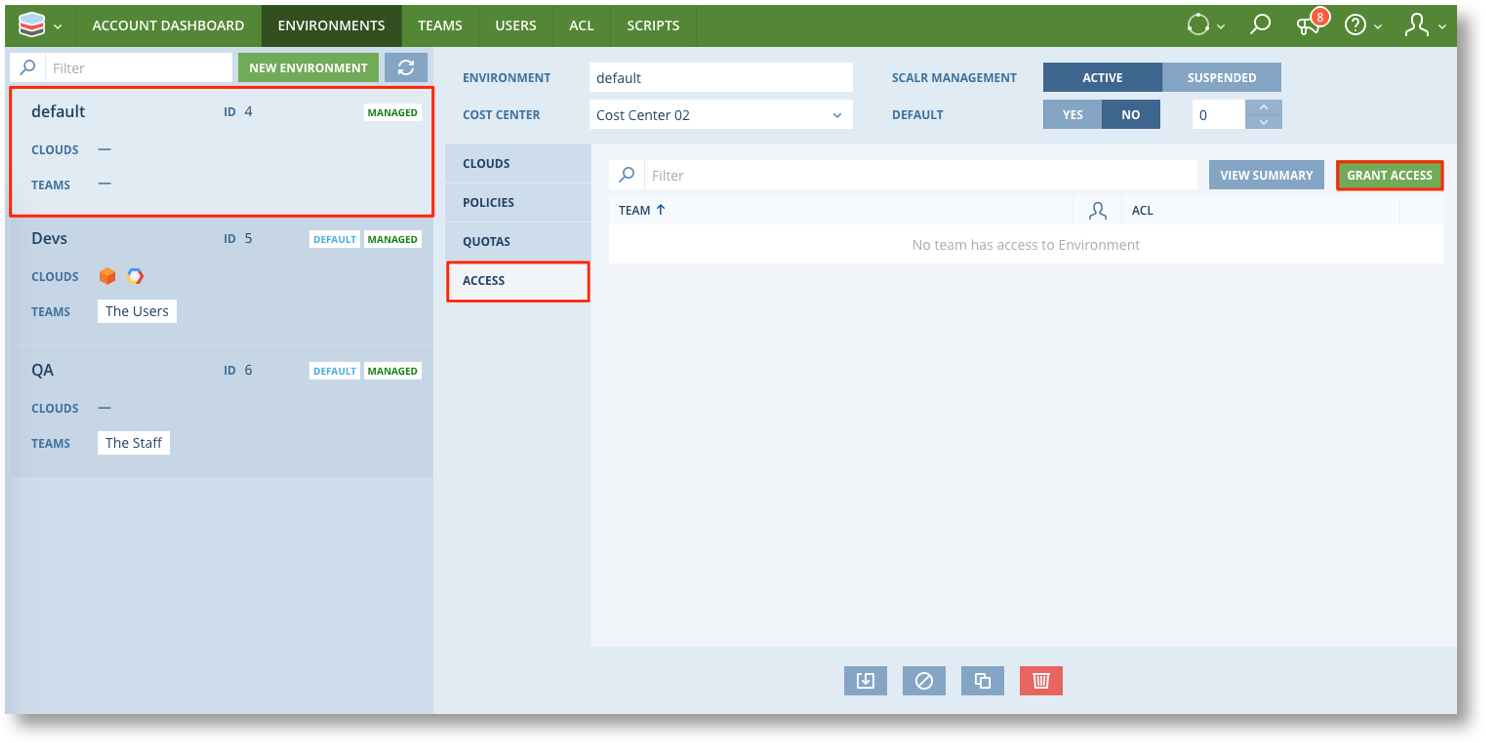 ACCOUNT DASHBOARD ENVIRONMENTS TEAMS USERS ACL SCRIPTS 8
Filter NEW ENVIRONMENT
default ID 4 MANAGED
CLOUDS —
TEAMS —
Devs ID 5 DEFAULT MANAGED
CLOUDS
TEAMS The Users
QA ID 6 DEFAULT MANAGED
CLOUDS —
TEAMS The Staff
ENVIRONMENT default SCALR MANAGEMENT ACTIVE SUSPENDED
COST CENTER Cost Center 02 DEFAULT YES NO 0
CLOUDS
POLICIES
QUOTAS
ACCESS
Filter VIEW SUMMARY GRANT ACCESS
TEAM ↑ ACL
No team has access to Environment